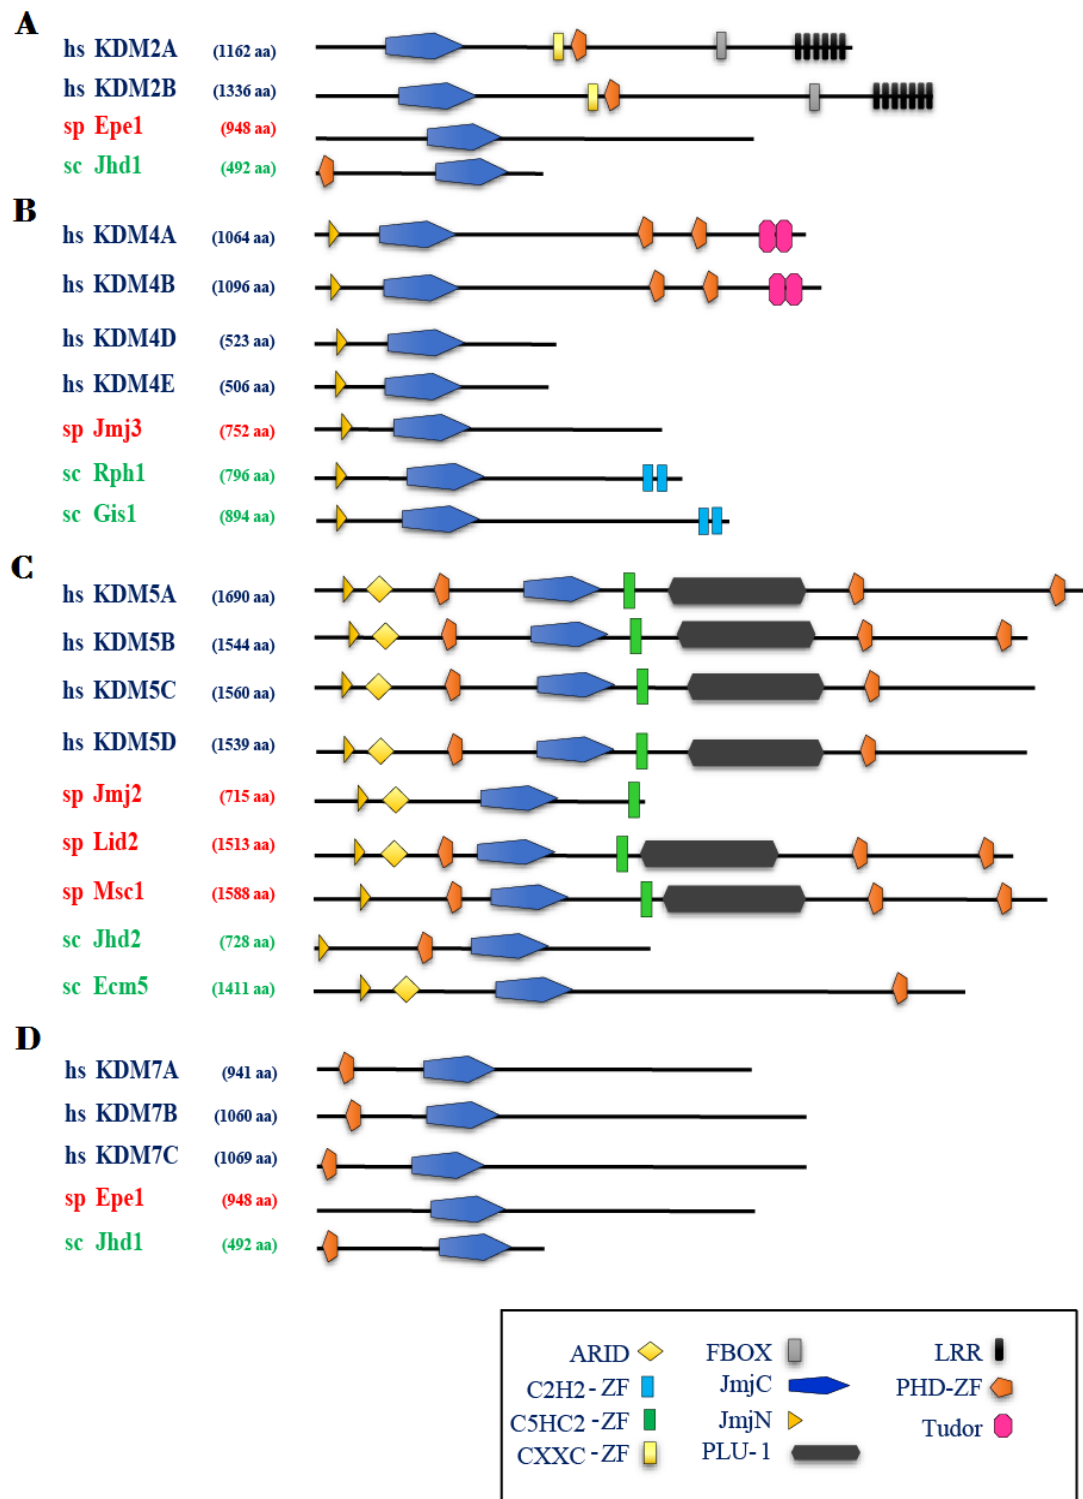 A
hs KDM2A (1162 aa)
hs KDM2B (1336 aa)
sp Epe1 (948 aa)
sc Jhd1 (492 aa)
B
hs KDM4A (1064 aa)
hs KDM4B (1096 aa)
hs KDM4D (523 aa)
hs KDM4E (506 aa)
sp Jmj3 (752 aa)
sc Rph1 (796 aa)
sc Gis1 (894 aa)
C
hs KDM5A (1690 aa)
hs KDM5B (1544 aa)
hs KDM5C (1560 aa)
hs KDM5D (1539 aa)
sp Jmj2 (715 aa)
sp Lid2 (1513 aa)
sp Msc1 (1588 aa)
sc Jhd2 (728 aa)
sc Ecm5 (1411 aa)
D
hs KDM7A (941 aa)
hs KDM7B (1060 aa)
hs KDM7C (1069 aa)
sp Epe1 (948 aa)
sc Jhd1 (492 aa)
ARID FBOX LRR
C2H2-ZF JmjC PHD-ZF
C5HC2-ZF JmjN Tudor
CXXC-ZF PLU-1